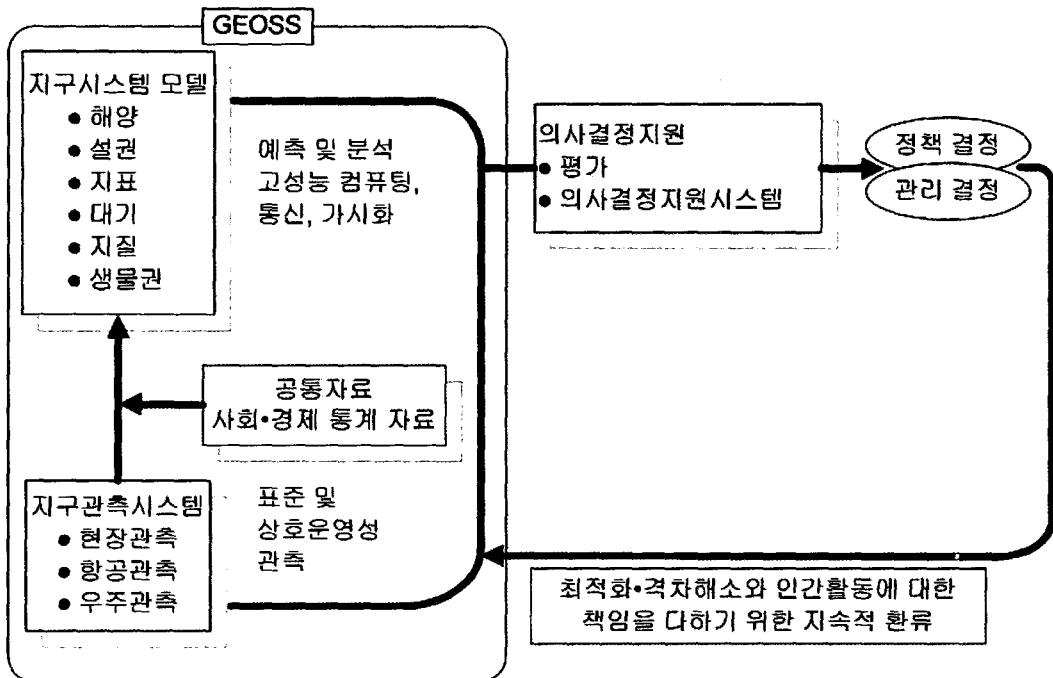 GEOSS
지구시스템 모델
● 해양
● 설권
● 지표
● 대기
● 지질
● 생물권
예측 및 분석
고성능 컴퓨팅,
통신, 가시화
의사결정지원
● 평가
● 의사결정지원시스템
정책 결정
관리 결정
공통자료
사회•경제 통계 자료
지구관측시스템
● 현장관측
● 항공관측
● 우주관측
표준 및
상호운영성
관측
최적화•격차해소와 인간활동에 대한
책임을 다하기 위한 지속적 환류